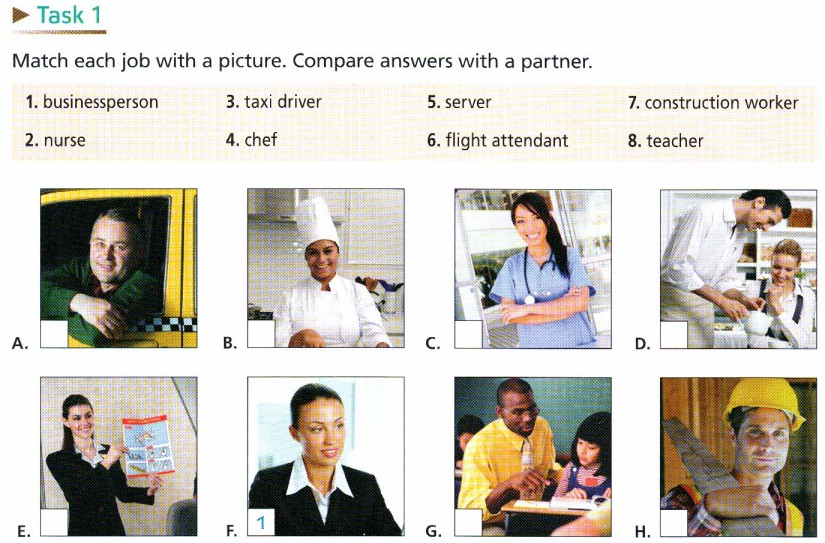 Task 1
Match each job with a picture. Compare answers with a partner.
1. businessperson 3. taxi driver 5. server 7. construction worker
2. nurse 4. chef 6. flight attendant 8. teacher
A. B. C. D.
E. F. 1 G. H.